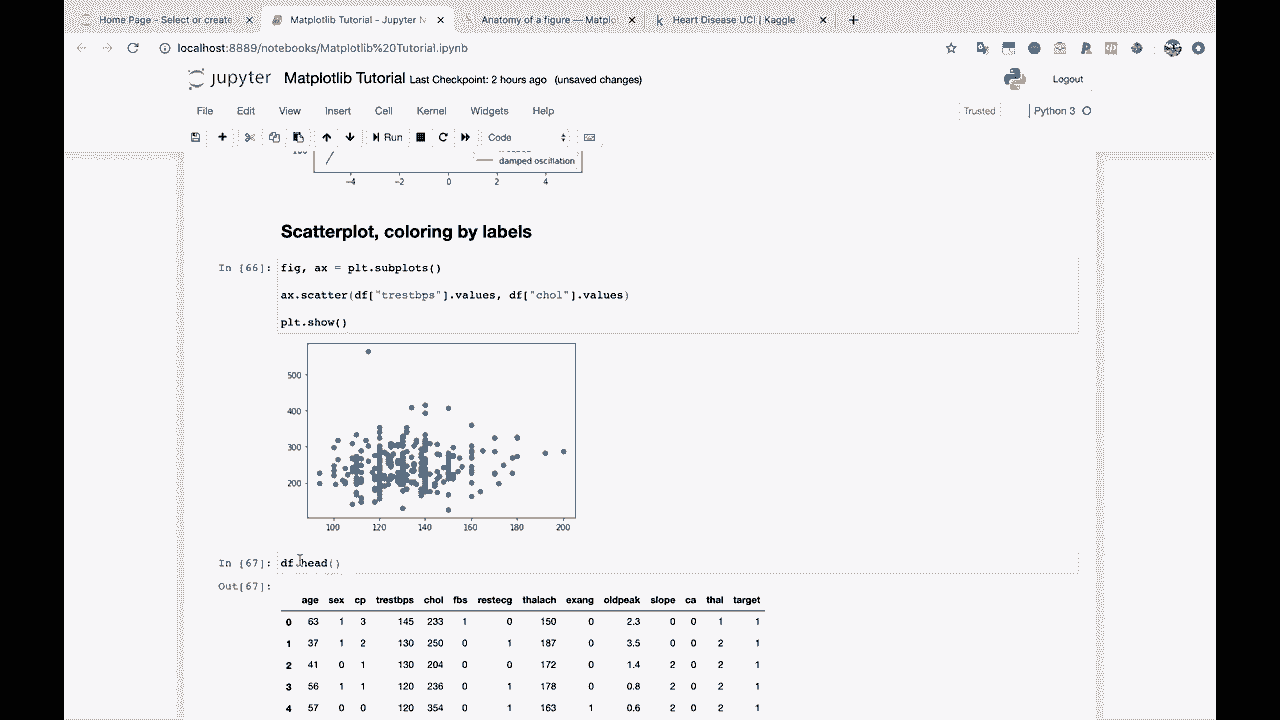 Home Page - Select or create
Matplotlib Tutorial - Jupyter N
Anatomy of a figure — Matplo
Heart Disease UCI | Kaggle
localhost:8889/notebooks/Matplotlib%20Tutorial.ipynb
jupyter Matplotlib Tutorial Last Checkpoint: 2 hours ago (unsaved changes)
Logout
File Edit View Insert Cell Kernel Widgets Help
Trusted
Python 3
Run
Code
damped oscillation
−4 −2 0 2 4
Scatterplot, coloring by labels
In [66]: fig, ax = plt.subplots()
ax.scatter(df["trestbps"].values, df["chol"].values)
plt.show()
500
400
300
200
100 120 140 160 180 200
In [67]: df.head()
Out[67]:
age sex cp trestbps chol fbs restecg thalach exang oldpeak slope ca thal target
0 63 1 3 145 233 1 0 150 0 2.3 0 0 1 1
1 37 1 2 130 250 0 1 187 0 3.5 0 0 2 1
2 41 0 1 130 204 0 0 172 0 1.4 2 0 2 1
3 56 1 1 120 236 0 1 178 0 0.8 2 0 2 1
4 57 0 0 120 354 0 1 163 1 0.6 2 0 2 1